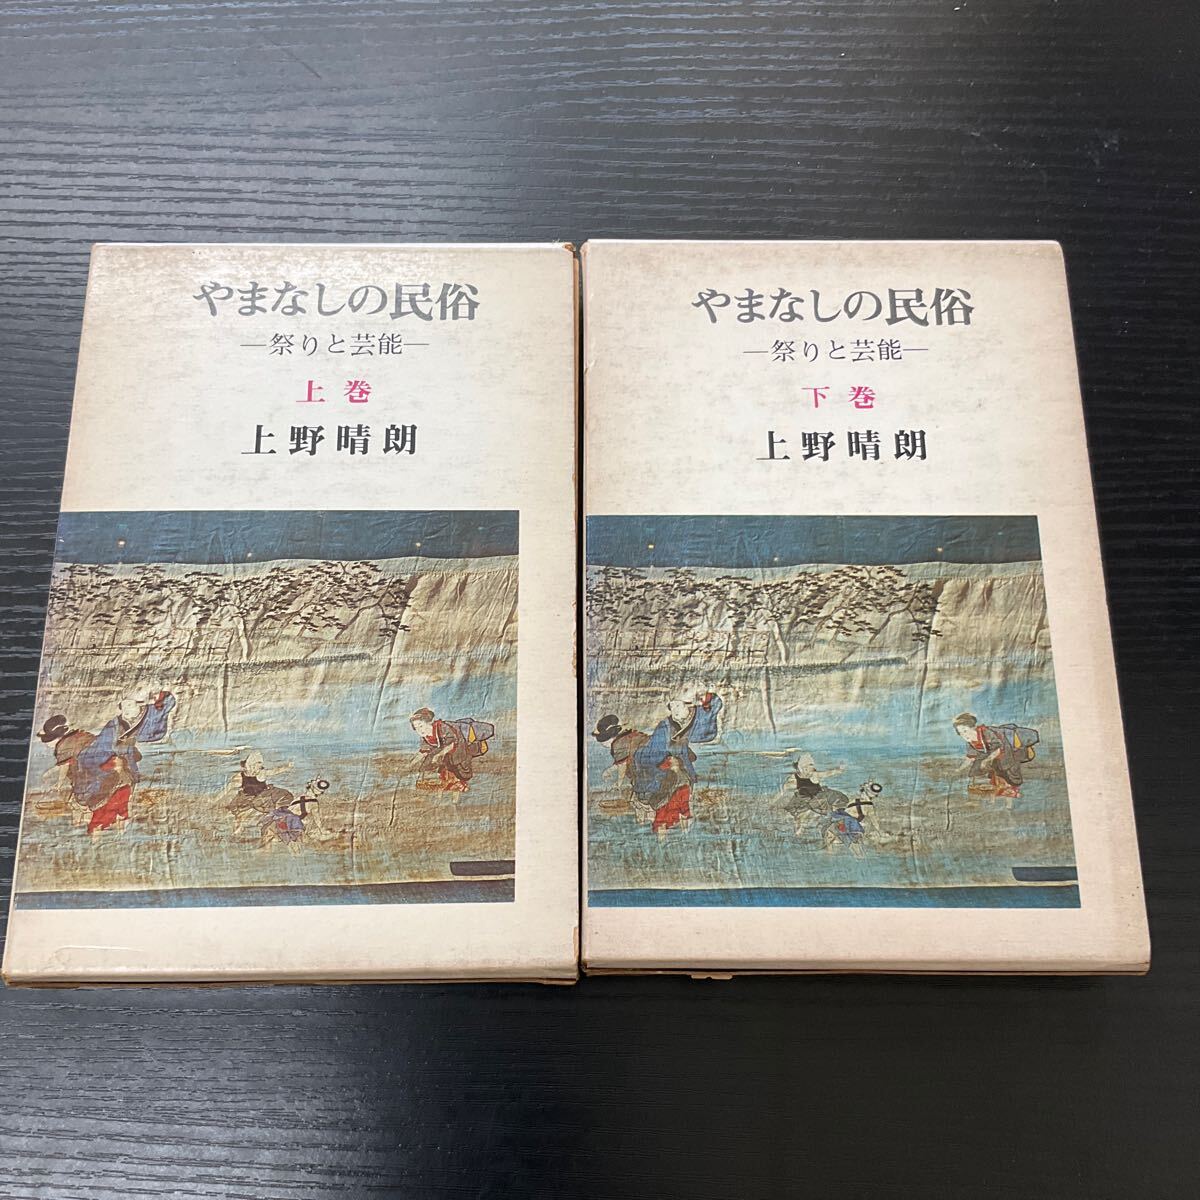 やまなしの民俗
―祭りと芸能―
上巻
上野晴朗
やまなしの民俗
―祭りと芸能―
下巻
上野晴朗